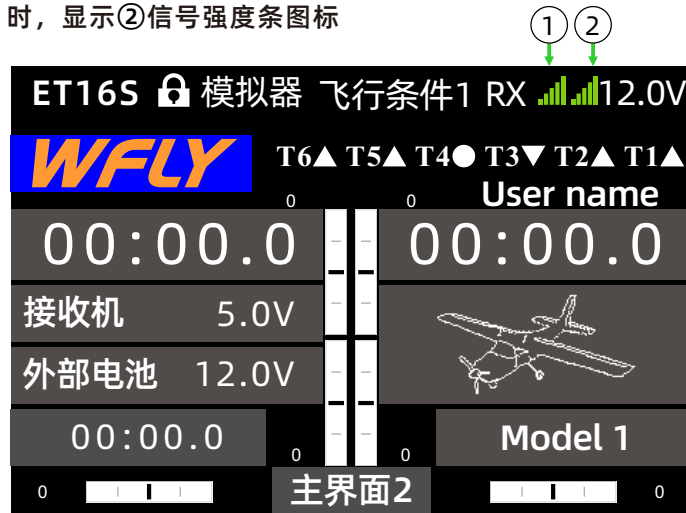 时，显示②信号强度条图标
① ②
ET16S 模拟器 飞行条件1 RX 12.0V
WFLY T6▲ T5▲ T4● T3▼ T2▲ T1▲
0 0 User name
00:00.0 00:00.0
接收机 5.0V
外部电池 12.0V
00:00.0 0 0 Model 1
0 主界面2 0